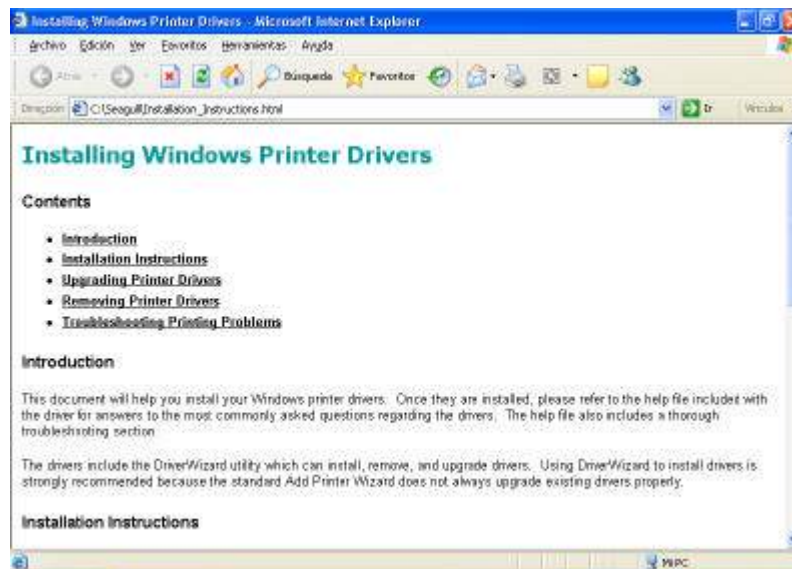 Installing Windows Printer Drivers - Microsoft Internet Explorer
Archivo Edición Ver Favoritos Herramientas Ayuda
Atrás Búsqueda Favoritos
Dirección C:\Seagull\Installation_Instructions.html Ir Vínculos
Installing Windows Printer Drivers
Contents
• Introduction
• Installation Instructions
• Upgrading Printer Drivers
• Removing Printer Drivers
• Troubleshooting Printing Problems
Introduction
This document will help you install your Windows printer drivers. Once they are installed, please refer to the help file included with
the driver for answers to the most commonly asked questions regarding the drivers. The help file also includes a thorough
troubleshooting section.
The drivers include the DriverWizard utility which can install, remove, and upgrade drivers. Using DriverWizard to install drivers is
strongly recommended because the standard Add Printer Wizard does not always upgrade existing drivers properly.
Installation Instructions
Mi PC